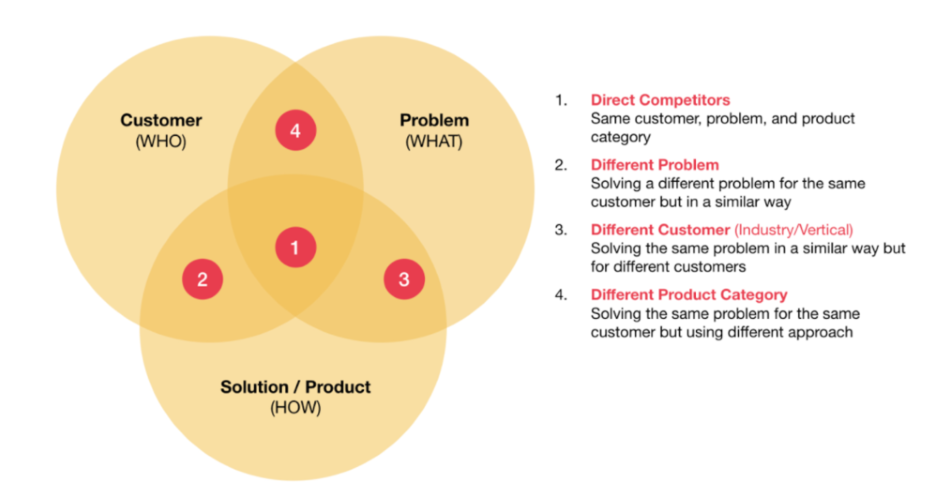 Customer
(WHO)
Problem
(WHAT)
4
1
2
3
Solution / Product
(HOW)
1. Direct Competitors
Same customer, problem, and product
category
2. Different Problem
Solving a different problem for the same
customer but in a similar way
3. Different Customer (Industry/Vertical)
Solving the same problem in a similar way but
for different customers
4. Different Product Category
Solving the same problem for the same
customer but using different approach